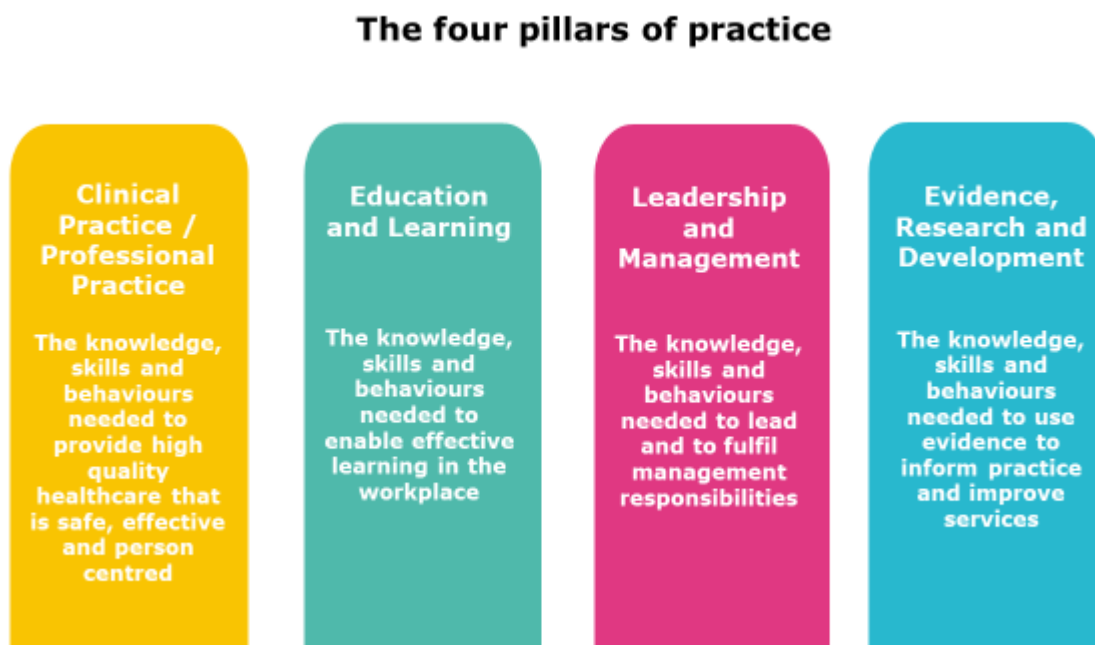 The four pillars of practice
Clinical
Practice /
Professional
Practice
The knowledge,
skills and
behaviours
needed to
provide high
quality
healthcare that
is safe, effective
and person
centred
Education
and Learning
The knowledge,
skills and
behaviours
needed to
enable effective
learning in the
workplace
Leadership
and
Management
The knowledge,
skills and
behaviours
needed to lead
and to fulfil
management
responsibilities
Evidence,
Research and
Development
The knowledge,
skills and
behaviours
needed to use
evidence to
inform practice
and improve
services